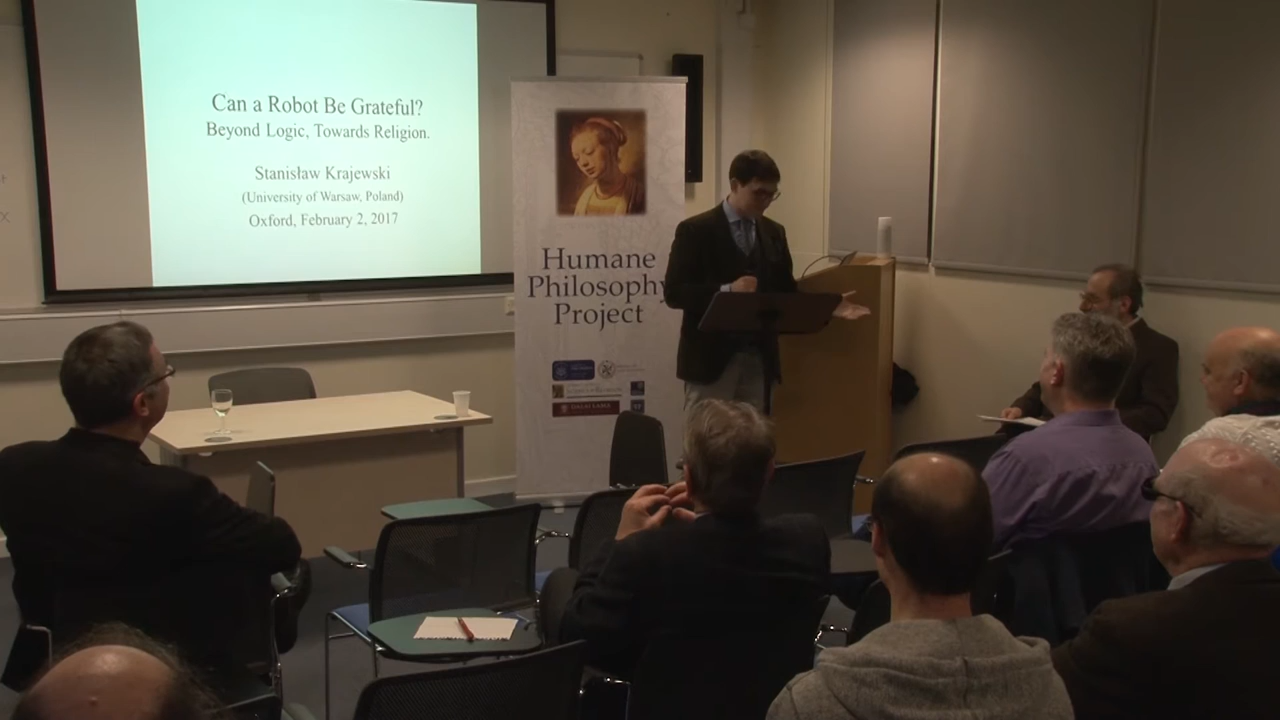 Can a Robot Be Grateful?
Beyond Logic, Towards Religion.
Stanisław Krajewski
(University of Warsaw, Poland)
Oxford, February 2, 2017
Humane
Philosophy
Project